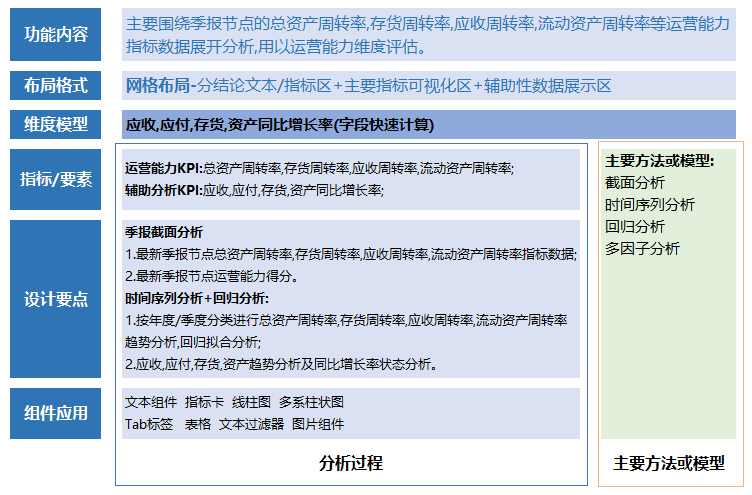 功能内容
主要围绕季报节点的总资产周转率,存货周转率,应收周转率,流动资产周转率等运营能力
指标数据展开分析,用以运营能力维度评估。
布局格式
网格布局-分结论文本/指标区+主要指标可视化区+辅助性数据展示区
维度模型
应收,应付,存货,资产同比增长率(字段快速计算)
指标/要素
运营能力KPI:总资产周转率,存货周转率,应收周转率,流动资产周转率;
辅助分析KPI:应收,应付,存货,资产同比增长率;
设计要点
季报截面分析
1.最新季报节点总资产周转率,存货周转率,应收周转率,流动资产周转率指标数据;
2.最新季报节点运营能力得分。
时间序列分析+回归分析:
1.按年度/季度分类进行总资产周转率,存货周转率,应收周转率,流动资产周转率
趋势分析,回归拟合分析;
2.应收,应付,存货,资产趋势分析及同比增长率状态分析。
组件应用
文本组件 指标卡 线柱图 多系柱状图
Tab标签 表格 文本过滤器 图片组件
分析过程
主要方法或模型:
截面分析
时间序列分析
回归分析
多因子分析
主要方法或模型